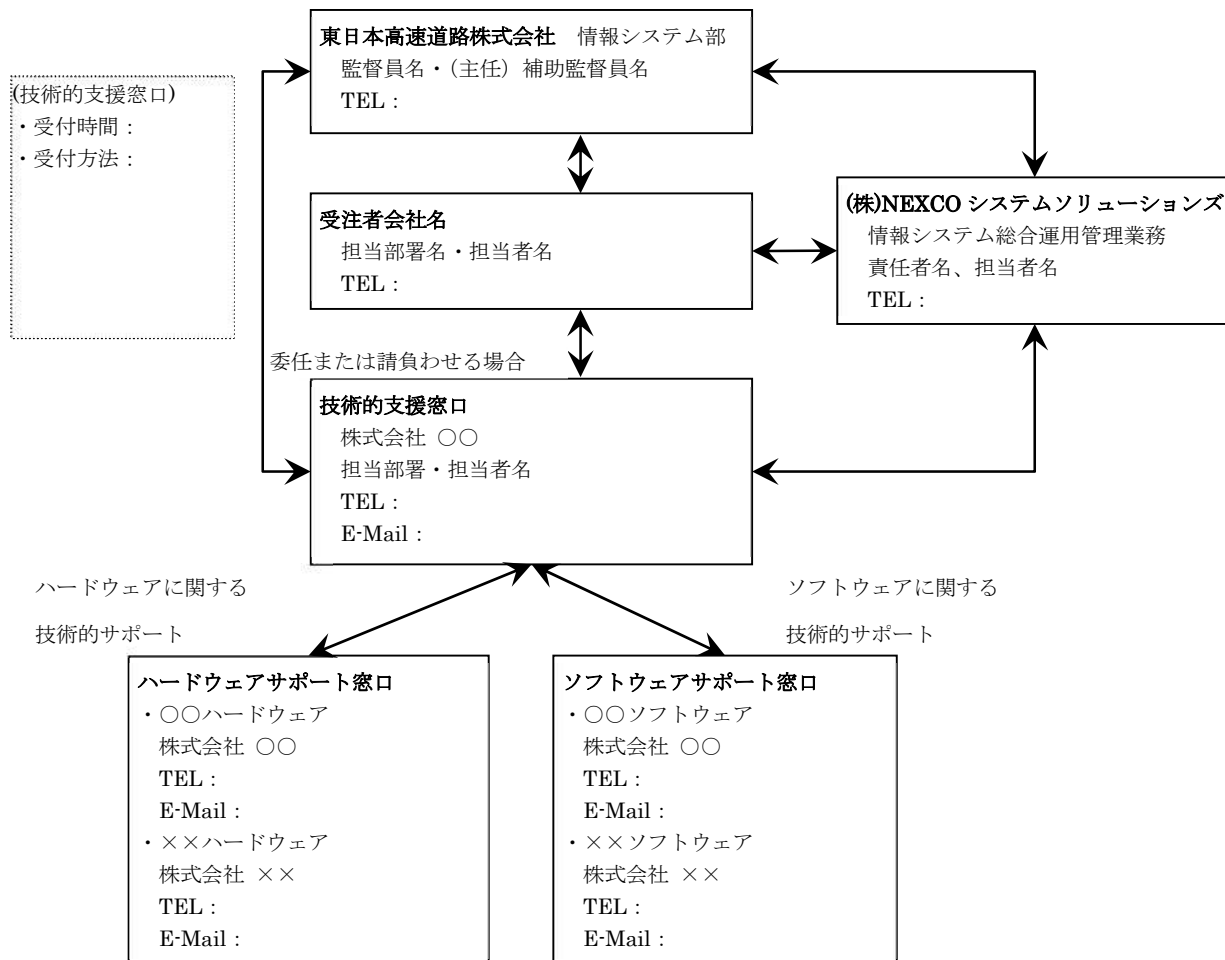 東日本高速道路株式会社　情報システム部
監督員名・(主任) 補助監督員名
TEL：
(技術的支援窓口)
・受付時間：
・受付方法：
受注者会社名
担当部署名・担当者名
TEL：
(株)NEXCO システムソリューションズ
情報システム総合運用管理業務
責任者名、担当者名
TEL：
委任または請負わせる場合
技術的支援窓口
株式会社 ○○
担当部署・担当者名
TEL：
E-Mail：
ハードウェアに関する
技術的サポート
ソフトウェアに関する
技術的サポート
ハードウェアサポート窓口
・○○ハードウェア
株式会社 ○○
TEL：
E-Mail：
・××ハードウェア
株式会社 ××
TEL：
E-Mail：
ソフトウェアサポート窓口
・○○ソフトウェア
株式会社 ○○
TEL：
E-Mail：
・××ソフトウェア
株式会社 ××
TEL：
E-Mail：